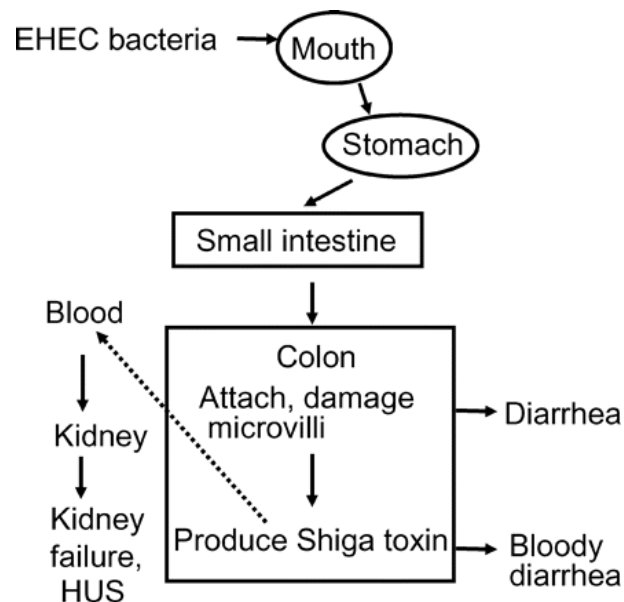 EHEC bacteria
Mouth
Stomach
Small intestine
Blood
Colon
Attach, damage
microvilli
Diarrhea
Kidney
Produce Shiga toxin
Kidney
failure,
HUS
Bloody
diarrhea